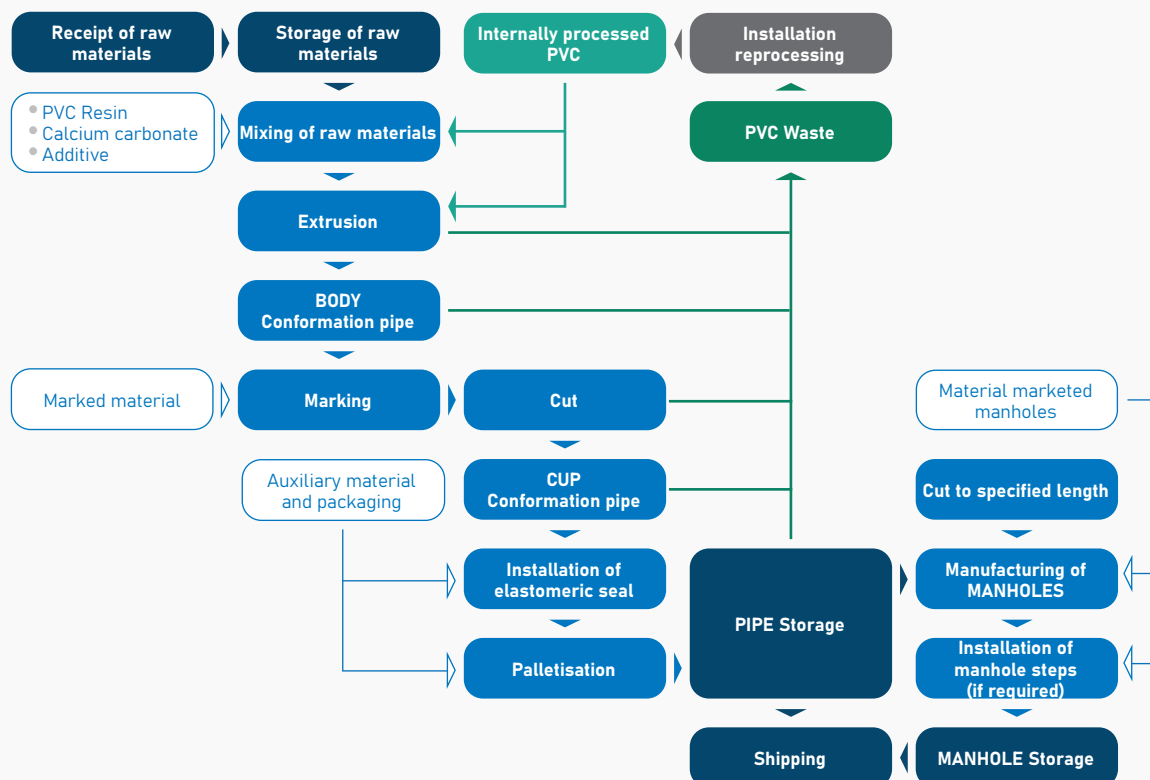 Receipt of raw
materials
Storage of raw
materials
Internally processed
PVC
Installation
reprocessing
PVC Resin
Calcium carbonate
Additive
Mixing of raw materials
PVC Waste
Extrusion
BODY
Conformation pipe
Marked material
Marking
Cut
Material marketed
manholes
Auxiliary material
and packaging
CUP
Conformation pipe
Cut to specified length
Installation of
elastomeric seal
PIPE Storage
Manufacturing of
MANHOLES
Palletisation
Installation of
manhole steps
(if required)
Shipping
MANHOLE Storage